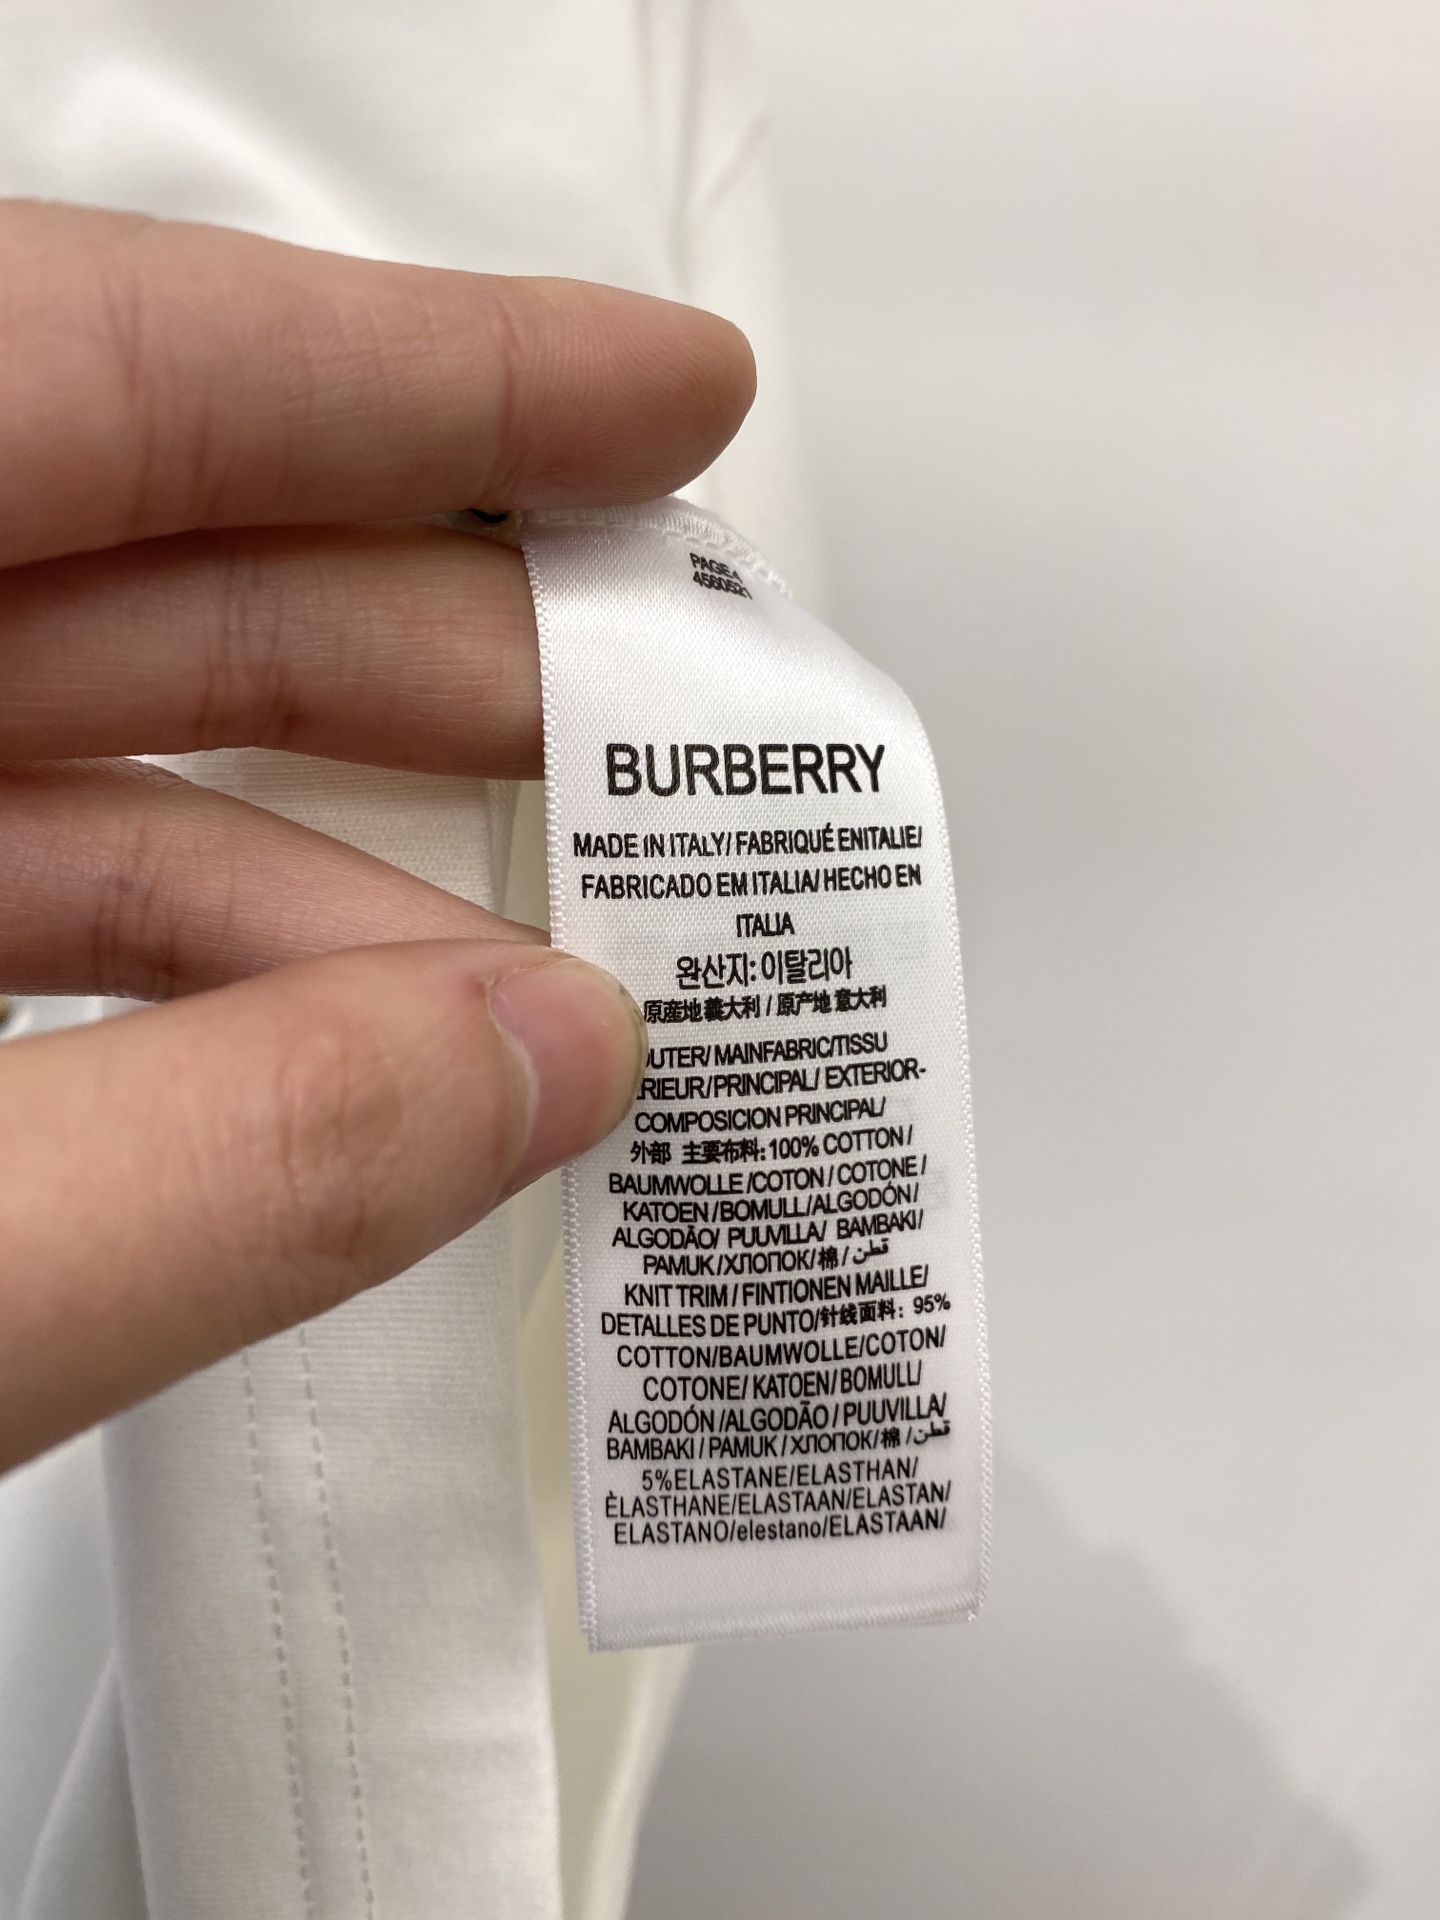 PAGE4
4560521
BURBERRY
MADE IN ITALY/ FABRIQUÉ ENITALIE/
FABRICADO EM ITALIA/ HECHO EN
ITALIA
완산지: 이탈리아
原産地義大利 / 原产地 意大利
OUTER/ MAINFABRIC/TISSU
RIEUR/PRINCIPAL/ EXTERIOR-
COMPOSICION PRINCIPAL/
外部 主要布料: 100% COTTON /
BAUMWOLLE /COTON / COTONE /
KATOEN /BOMULL/ALGODÓN/
ALGODÃO/ PUUVILLA/ BAMBAKI/
PAMUK /ХЛОПОК/ 棉 / قطن
KNIT TRIM / FINTIONEN MAILLE/
DETALLES DE PUNTO/针线面料: 95%
COTTON/BAUMWOLLE/COTON/
COTONE/ KATOEN/ BOMULL/
ALGODÓN /ALGODÃO / PUUVILLA/
BAMBAKI / PAMUK / ХЛОПОК/ 棉 /قطن
5%ELASTANE/ELASTHAN/
ÈLASTHANE/ELASTAAN/ELASTAN/
ELASTANO/elestano/ELASTAAN/